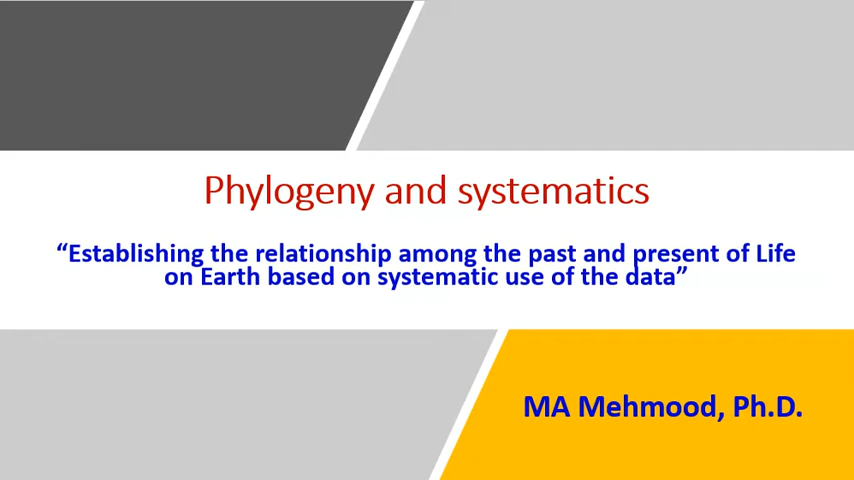 Phylogeny and systematics
“Establishing the relationship among the past and present of Life
on Earth based on systematic use of the data”
MA Mehmood, Ph.D.